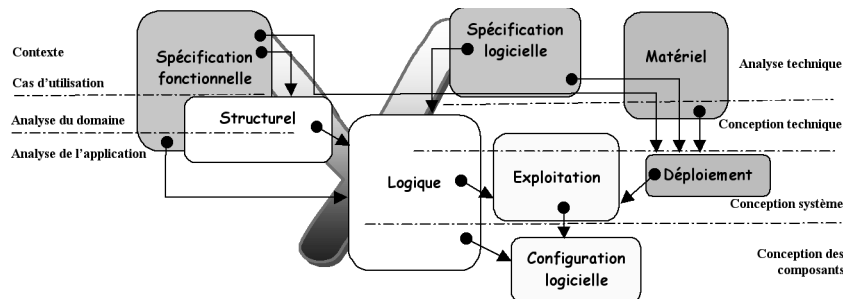 Contexte
Cas d'utilisation
Analyse du domaine
Analyse de l'application
Spécification
fonctionnelle
Structurel
Logique
Spécification
logicielle
Exploitation
Configuration
logicielle
Matériel
Déploiement
Analyse technique
Conception technique
Conception système
Conception des
composants